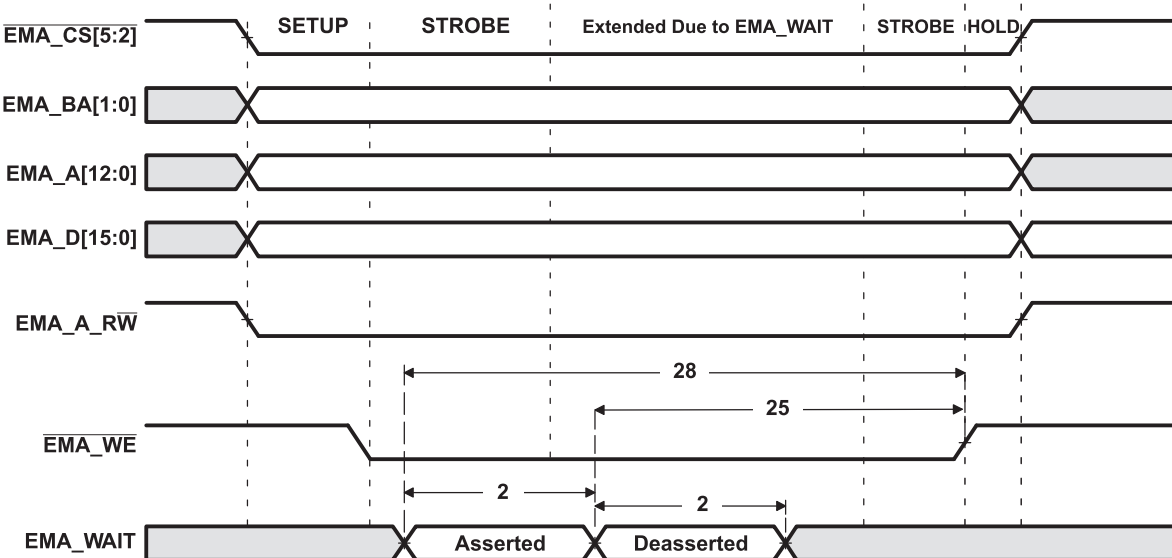 EMA_CS[5:2] SETUP STROBE Extended Due to EMA_WAIT STROBE HOLD
EMA_BA[1:0]
EMA_A[12:0]
EMA_D[15:0]
EMA_A_RW
28
25
EMA_WE
2
2
EMA_WAIT Asserted Deasserted